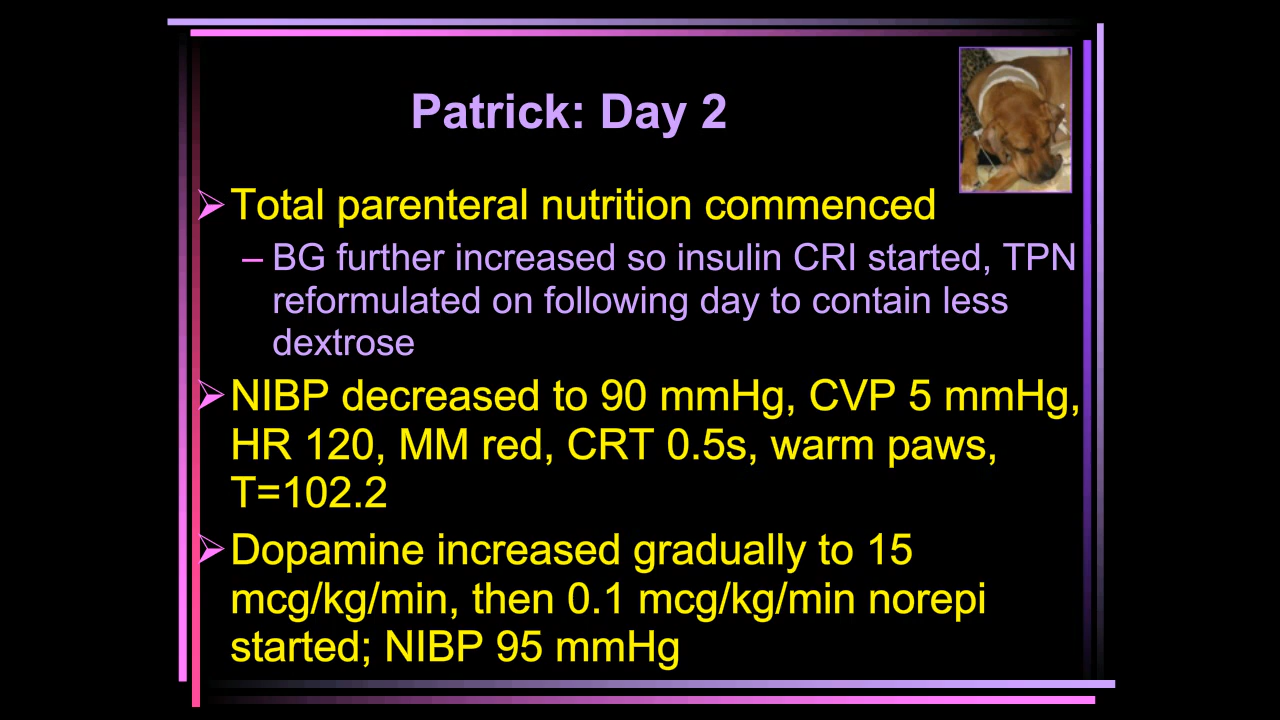 Patrick: Day 2
Total parenteral nutrition commenced
– BG further increased so insulin CRI started, TPN
reformulated on following day to contain less
dextrose
NIBP decreased to 90 mmHg, CVP 5 mmHg,
HR 120, MM red, CRT 0.5s, warm paws,
T=102.2
Dopamine increased gradually to 15
mcg/kg/min, then 0.1 mcg/kg/min norepi
started; NIBP 95 mmHg